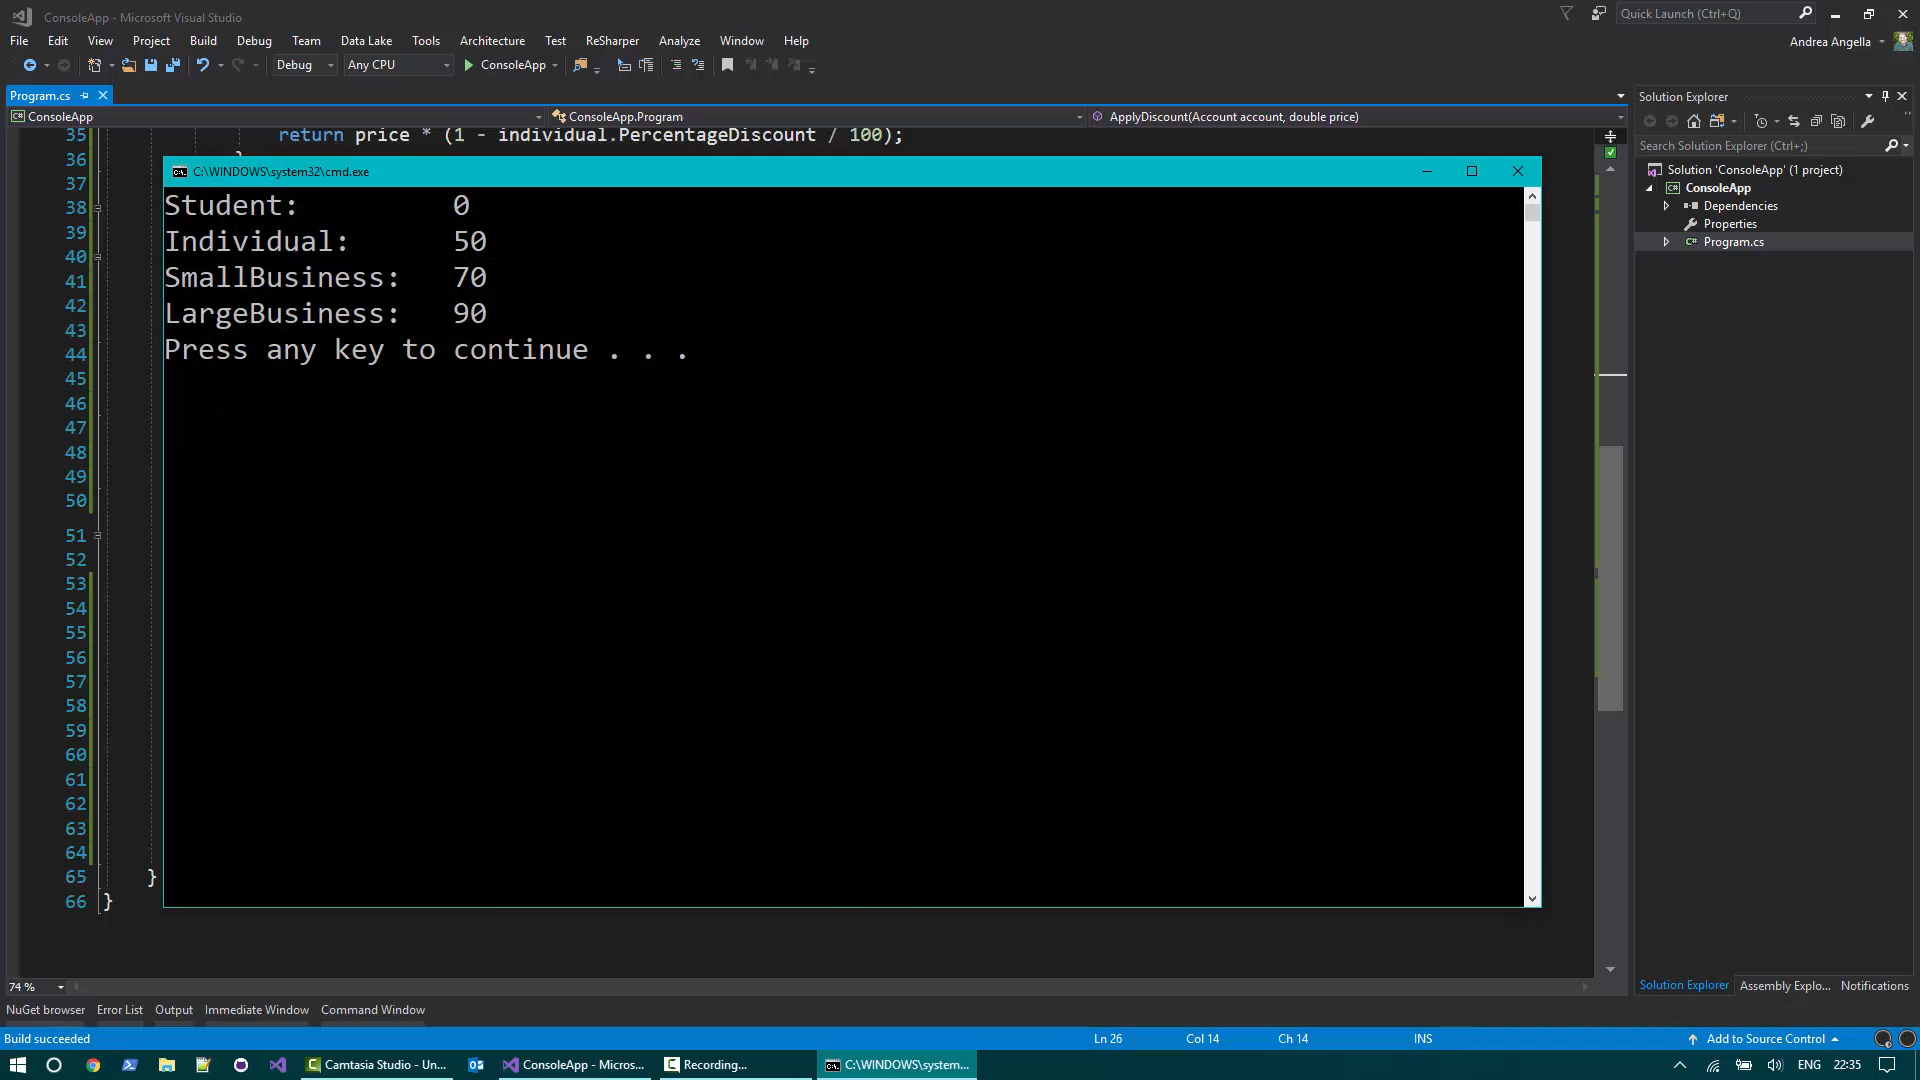 ConsoleApp - Microsoft Visual Studio
Quick Launch (Ctrl+Q)
File Edit View Project Build Debug Team Data Lake Tools Architecture Test ReSharper Analyze Window Help
Andrea Angella
Debug Any CPU ConsoleApp
Program.cs
ConsoleApp ConsoleApp.Program ApplyDiscount(Account account, double price)
35 return price * (1 - individual.PercentageDiscount / 100);
36
37
38
39
40
41
42
43
44
45
46
47
48
49
50
51
52
53
54
55
56
57
58
59
60
61
62
63
64
65 }
66 }
C:\WINDOWS\system32\cmd.exe
Student: 0
Individual: 50
SmallBusiness: 70
LargeBusiness: 90
Press any key to continue . . .
Solution Explorer
Search Solution Explorer (Ctrl+;)
Solution 'ConsoleApp' (1 project)
C# ConsoleApp
Dependencies
Properties
C# Program.cs
Solution Explorer Assembly Explo... Notifications
74 %
NuGet browser Error List Output Immediate Window Command Window
Build succeeded Ln 26 Col 14 Ch 14 INS Add to Source Control
Camtasia Studio - Un... ConsoleApp - Micros... Recording... C:\WINDOWS\system... ENG 22:35